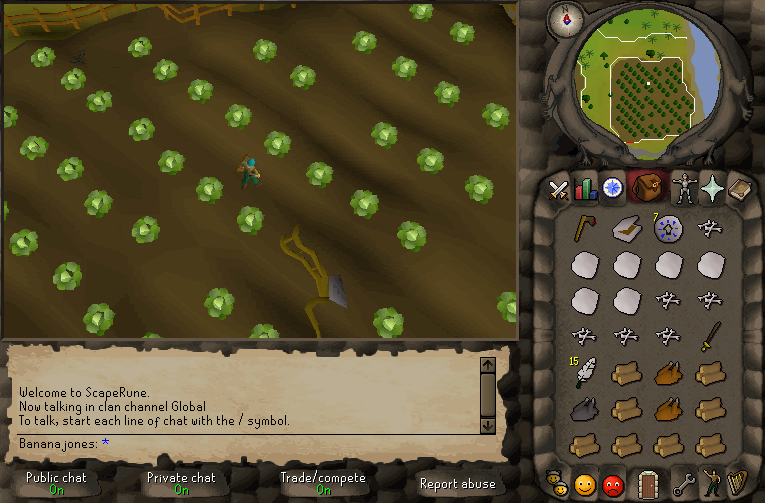 7
15
Welcome to ScapeRune.
Now talking in clan channel Global
To talk, start each line of chat with the / symbol.
Banana jones: *
Public chat
On
Private chat
On
Trade/compete
On
Report abuse